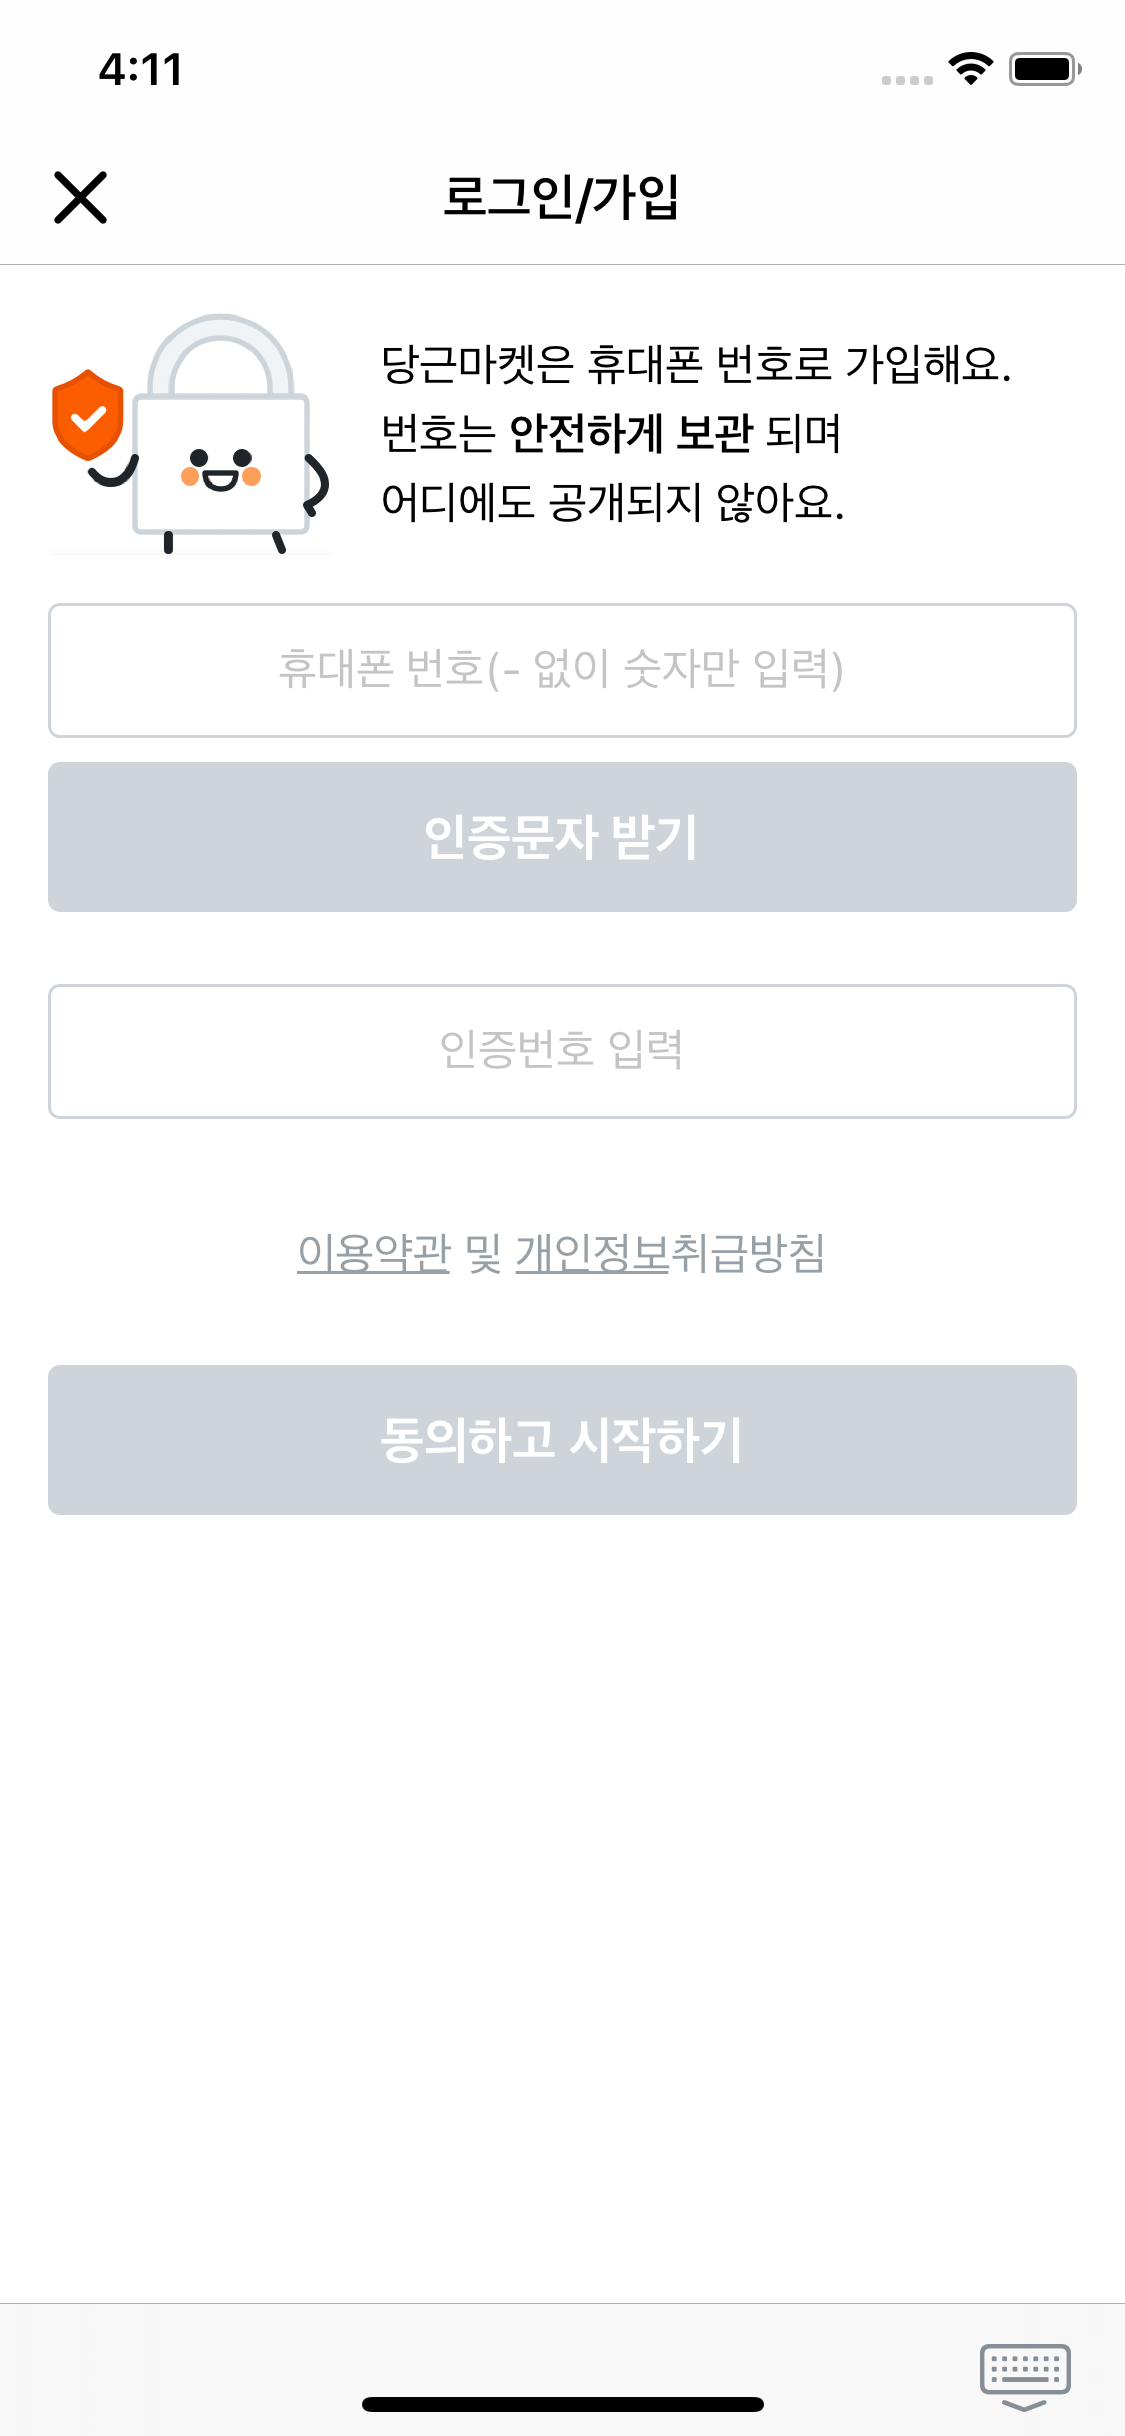 4:11
로그인/가입
당근마켓은 휴대폰 번호로 가입해요.
번호는 안전하게 보관 되며
어디에도 공개되지 않아요.
휴대폰 번호(- 없이 숫자만 입력)
인증문자 받기
인증번호 입력
이용약관 및 개인정보취급방침
동의하고 시작하기